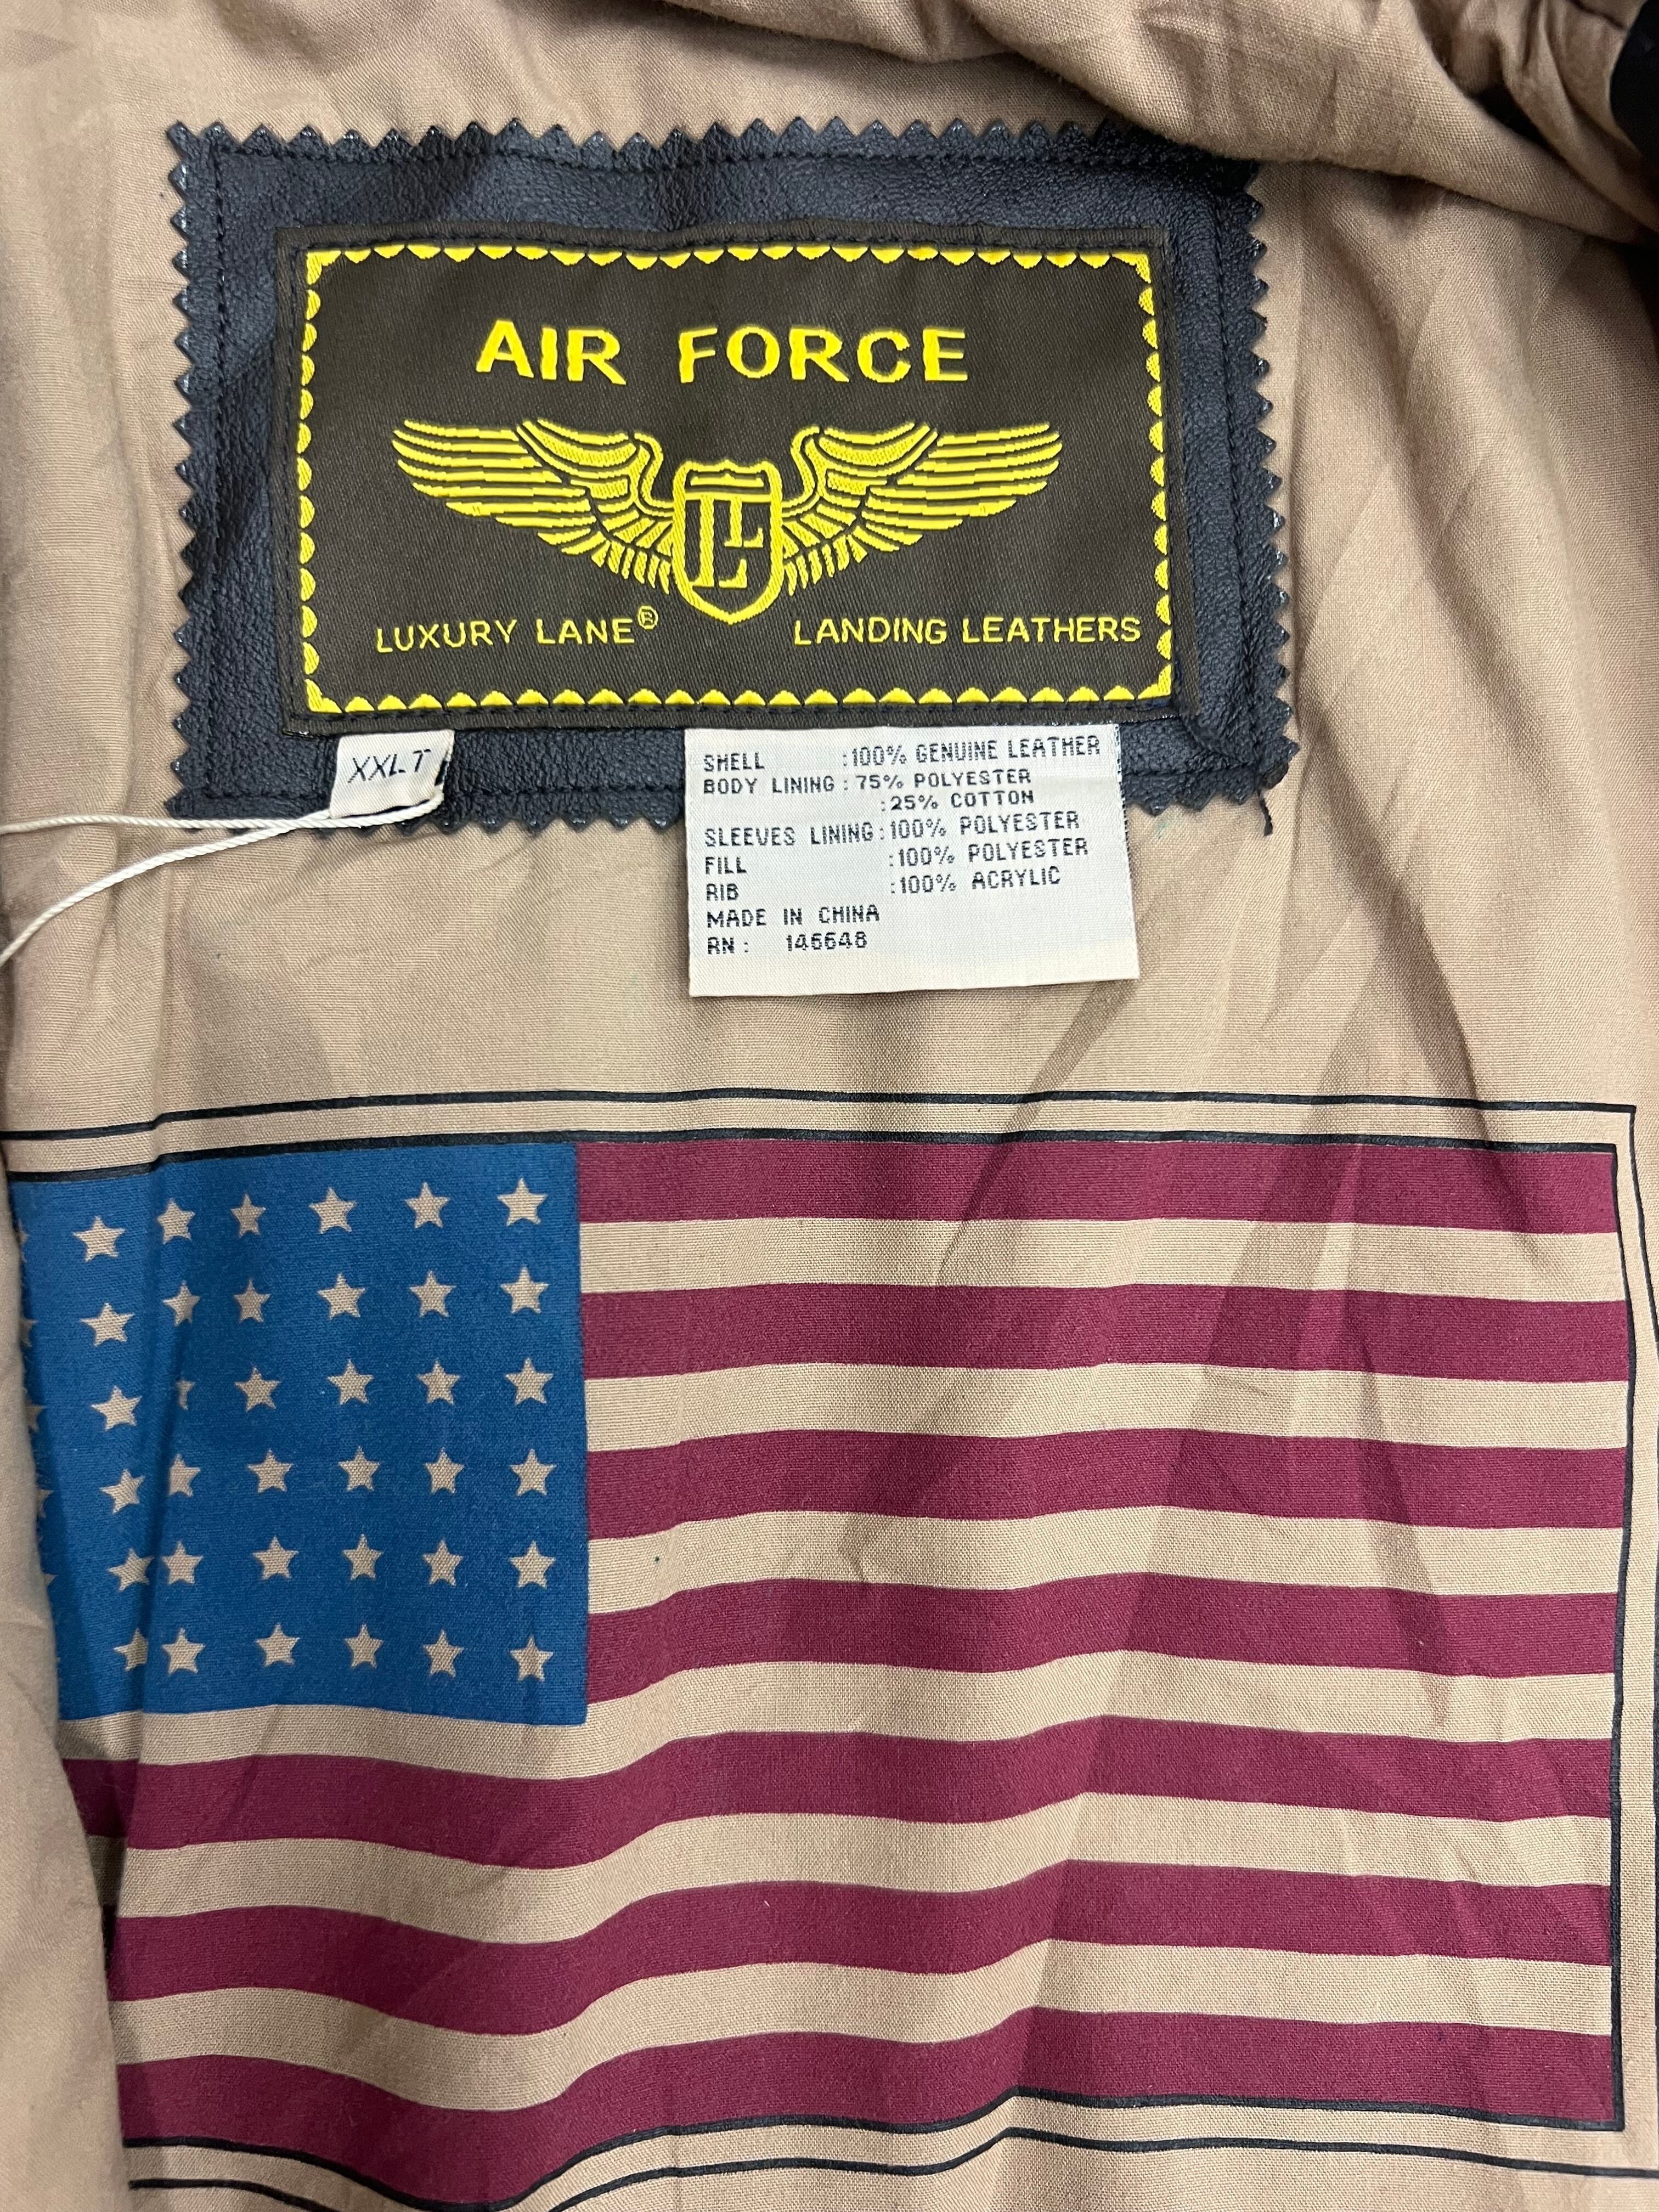 AIR FORCE
LL
LUXURY LANE® LANDING LEATHERS
XXLT
SHELL :100% GENUINE LEATHER
BODY LINING : 75% POLYESTER
:25% COTTON
SLEEVES LINING :100% POLYESTER
FILL :100% POLYESTER
RIB :100% ACRYLIC
MADE IN CHINA
RN : 146648